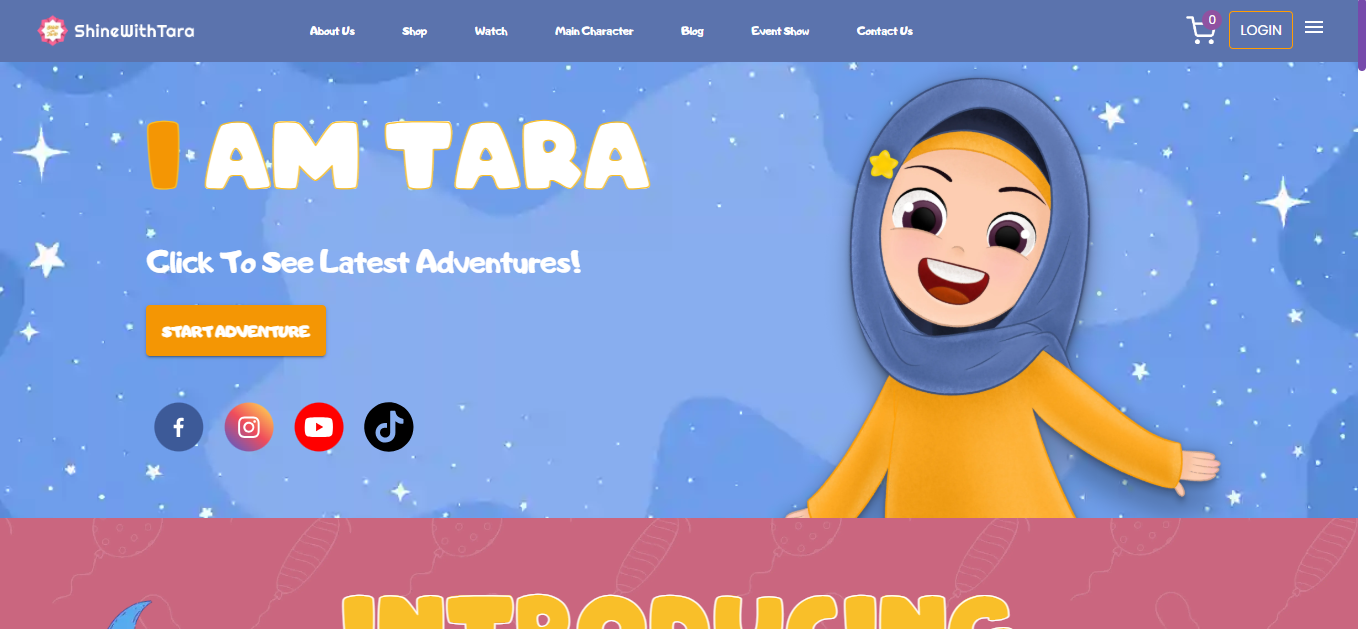 ShineWithTara
About Us
Shop
Watch
Main Character
Blog
Event Show
Contact Us
0
LOGIN
I AM TARA
Click To See Latest Adventures!
START ADVENTURE
INTRODUCING